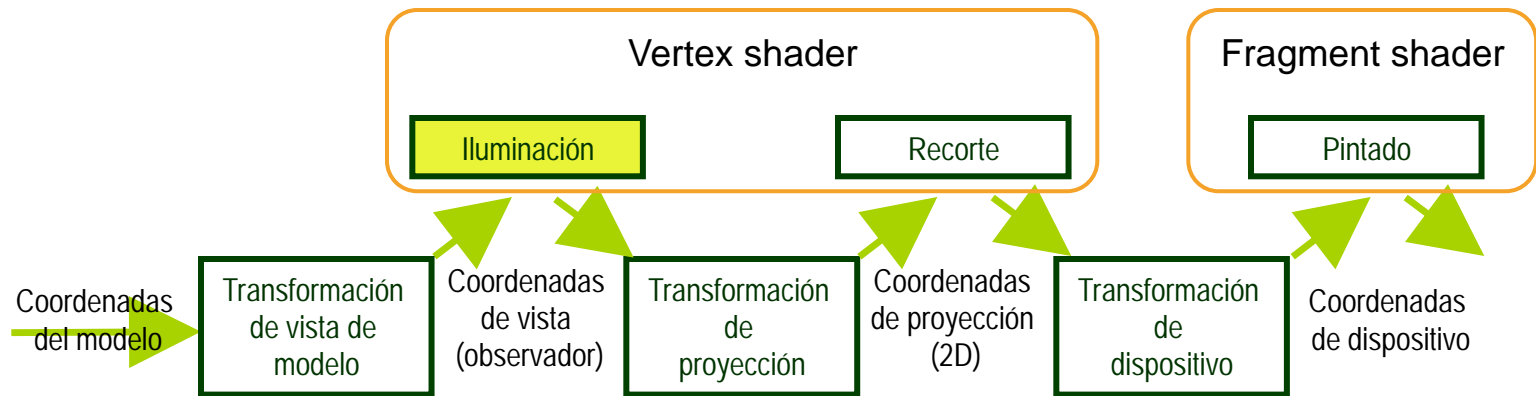 Vertex shader
Fragment shader
Iluminación
Recorte
Pintado
Coordenadas
del modelo
Transformación
de vista de
modelo
Coordenadas
de vista
(observador)
Transformación
de
proyección
Coordenadas
de proyección
(2D)
Transformación
de
dispositivo
Coordenadas
de dispositivo